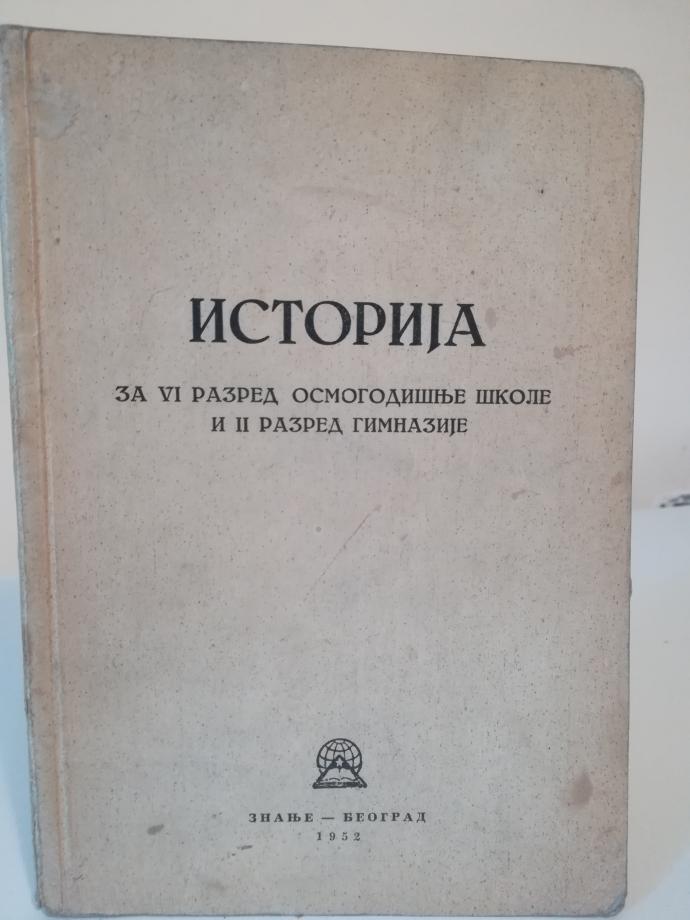 ИСТОРИЈА
ЗА VI РАЗРЕД ОСМОГОДИШЊЕ ШКОЛЕ
И II РАЗРЕД ГИМНАЗИЈЕ
ЗНАЊЕ — БЕОГРАД
1952